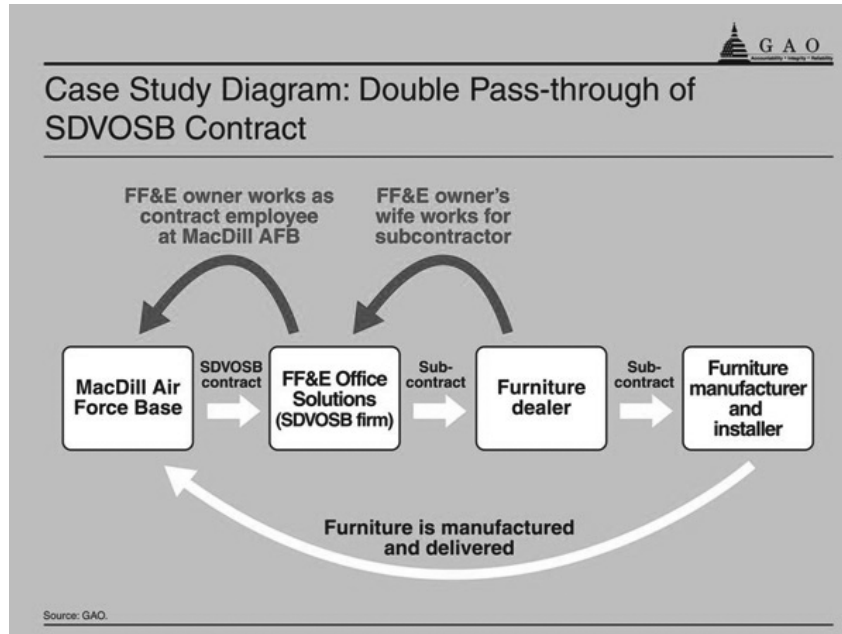 GAO
Accountability * Integrity * Reliability
Case Study Diagram: Double Pass-through of
SDVOSB Contract
FF&E owner works as
contract employee
at MacDill AFB
FF&E owner's
wife works for
subcontractor
MacDill Air
Force Base
SDVOSB
contract
FF&E Office
Solutions
(SDVOSB firm)
Sub-
contract
Furniture
dealer
Sub-
contract
Furniture
manufacturer
and
installer
Furniture is manufactured
and delivered
Source: GAO.